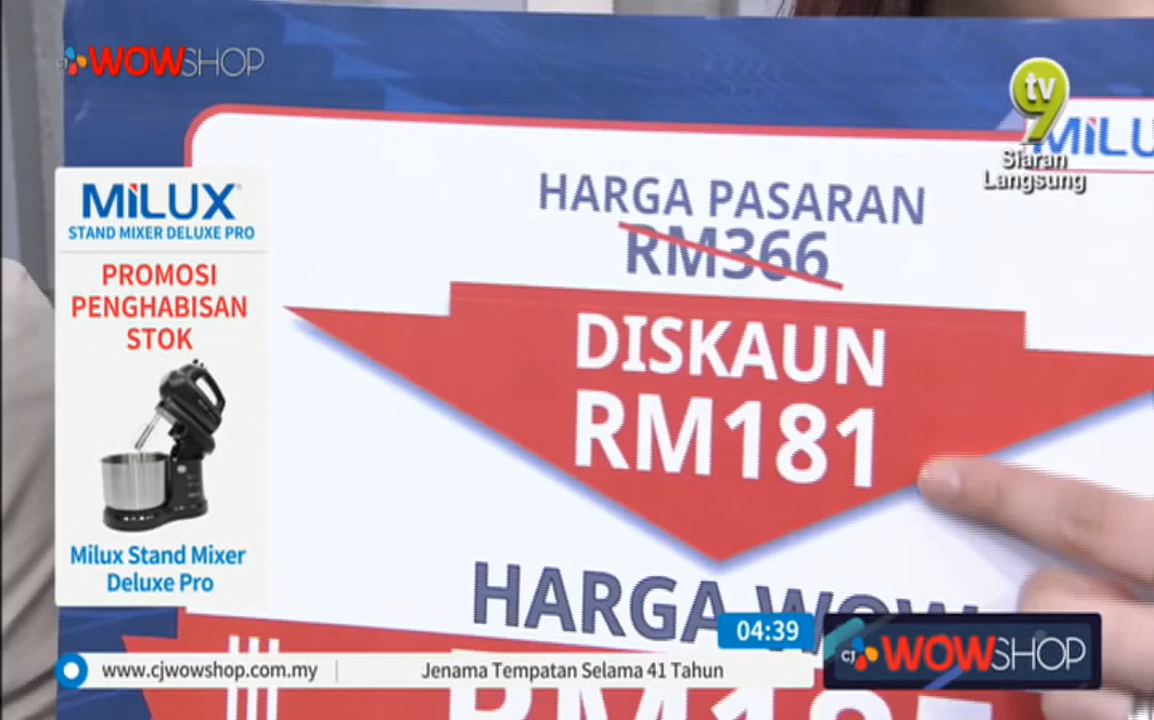 CJ WOWSHOP
tv9
Siaran
Langsung
MiLU
MiLUX
STAND MIXER DELUXE PRO
PROMOSI
PENGHABISAN
STOK
Milux Stand Mixer
Deluxe Pro
HARGA PASARAN
RM366
DISKAUN
RM181
HARGA WOW
RM185
04:39
www.cjwowshop.com.my
Jenama Tempatan Selama 41 Tahun
CJ WOWSHOP